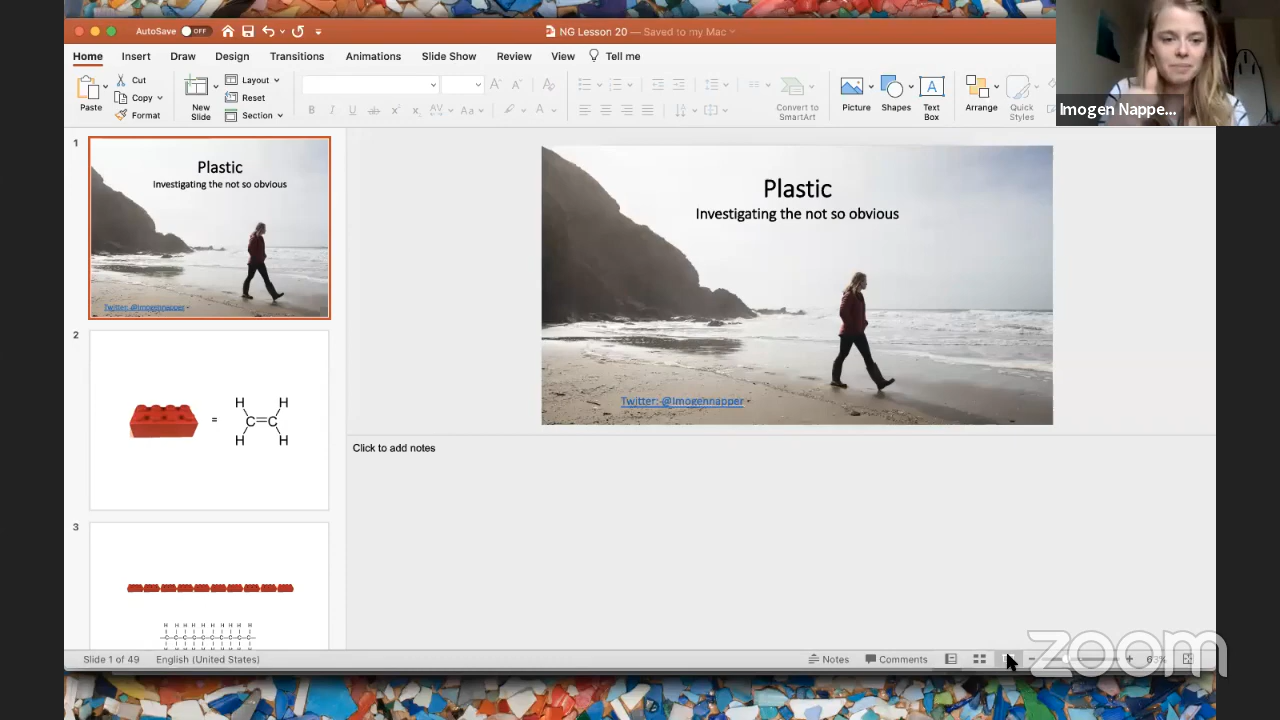 AutoSave OFF
NG Lesson 20 — Saved to my Mac
Home Insert Draw Design Transitions Animations Slide Show Review View Tell me
Paste
Cut
Copy
Format
New Slide
Layout
Reset
Section
B I U
Convert to SmartArt
Picture
Shapes
Text Box
Arrange
Quick Styles
Imogen Nappe...
1
Plastic
Investigating the not so obvious
Twitter: @Imogennapper
2
=
H H
C=C
H H
3
H H H H H H H H
C C C C C C C C
Plastic
Investigating the not so obvious
Twitter: @Imogennapper
Click to add notes
Slide 1 of 49 English (United States)
Notes Comments
63%
zoom